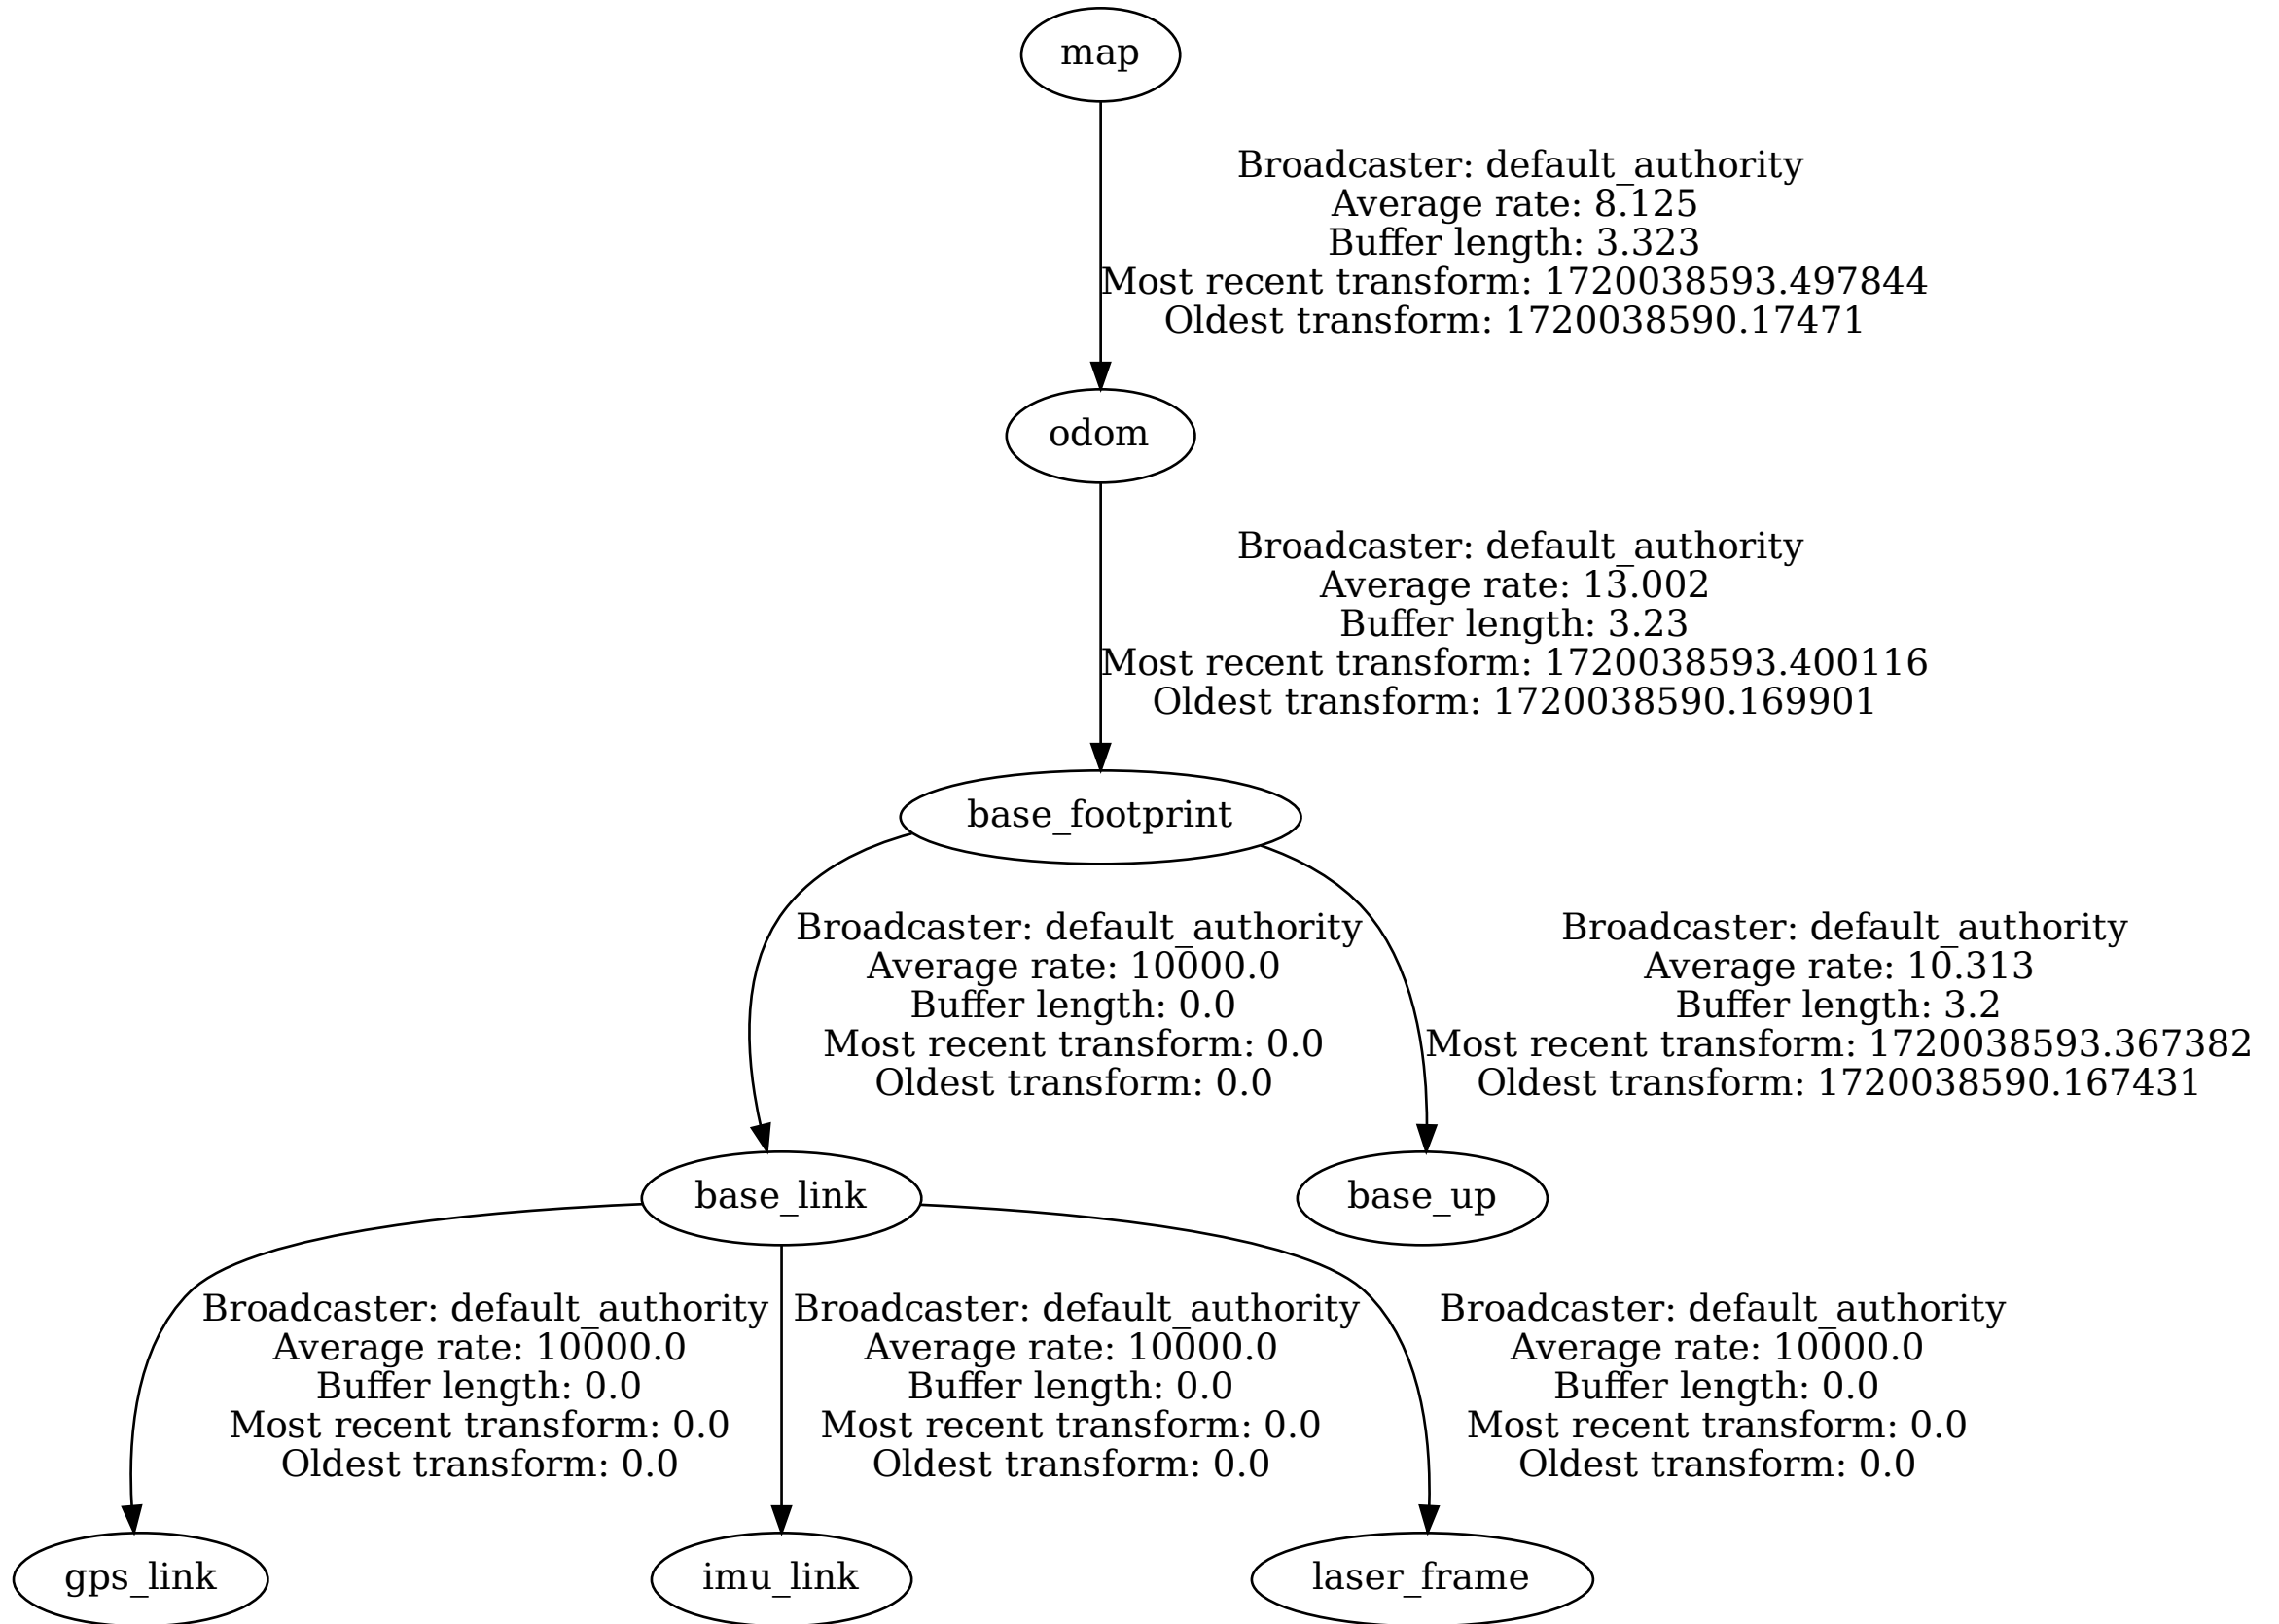 map
Broadcaster: default_authority
Average rate: 8.125
Buffer length: 3.323
Most recent transform: 1720038593.497844
Oldest transform: 1720038590.17471
odom
Broadcaster: default_authority
Average rate: 13.002
Buffer length: 3.23
Most recent transform: 1720038593.400116
Oldest transform: 1720038590.169901
base_footprint
Broadcaster: default_authority
Average rate: 10000.0
Buffer length: 0.0
Most recent transform: 0.0
Oldest transform: 0.0
Broadcaster: default_authority
Average rate: 10.313
Buffer length: 3.2
Most recent transform: 1720038593.367382
Oldest transform: 1720038590.167431
base_link
base_up
Broadcaster: default_authority
Average rate: 10000.0
Buffer length: 0.0
Most recent transform: 0.0
Oldest transform: 0.0
Broadcaster: default_authority
Average rate: 10000.0
Buffer length: 0.0
Most recent transform: 0.0
Oldest transform: 0.0
Broadcaster: default_authority
Average rate: 10000.0
Buffer length: 0.0
Most recent transform: 0.0
Oldest transform: 0.0
gps_link
imu_link
laser_frame